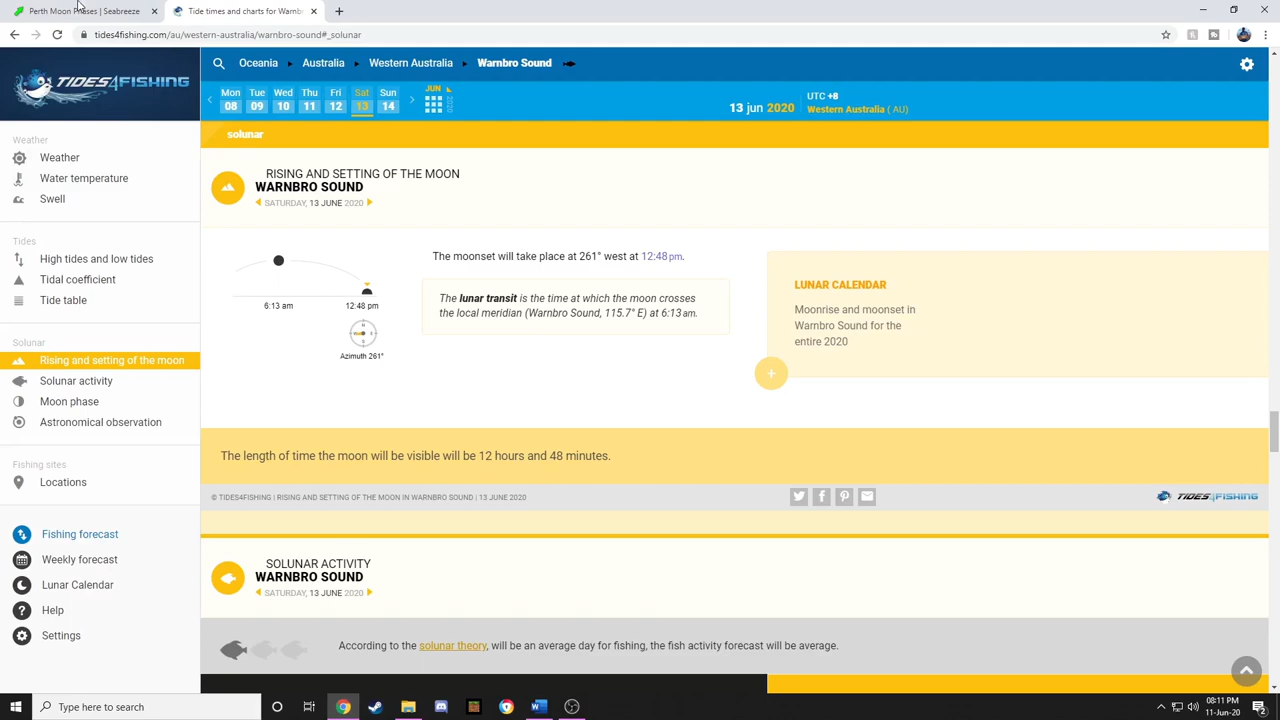 Perth Moon Phases | Seabreeze
Tide times and charts for Warnb
tides4fishing.com/au/western-australia/warnbro-sound#_solunar
TIDES4FISHING
Oceania Australia Western Australia Warnbro Sound
Mon Tue Wed Thu Fri Sat Sun
08 09 10 11 12 13 14
JUN
2020
13 jun 2020
UTC +8
Western Australia ( AU)
solunar
Weather
Weather
Water temperature
Swell
Tides
High tides and low tides
Tidal coefficient
Tide table
Solunar
Rising and setting of the moon
Solunar activity
Moon phase
Astronomical observation
Fishing sites
Locations
Fishing forecast
Weekly forecast
Lunar Calendar
Help
Settings
RISING AND SETTING OF THE MOON
WARNBRO SOUND
SATURDAY, 13 JUNE 2020
6:13 am 12:48 pm
Azimuth 261°
The moonset will take place at 261° west at 12:48 pm.
The lunar transit is the time at which the moon crosses
the local meridian (Warnbro Sound, 115.7° E) at 6:13 am.
LUNAR CALENDAR
Moonrise and moonset in
Warnbro Sound for the
entire 2020
+
The length of time the moon will be visible will be 12 hours and 48 minutes.
© TIDES4FISHING | RISING AND SETTING OF THE MOON IN WARNBRO SOUND | 13 JUNE 2020
TIDES4FISHING
SOLUNAR ACTIVITY
WARNBRO SOUND
SATURDAY, 13 JUNE 2020
According to the solunar theory, will be an average day for fishing, the fish activity forecast will be average.
Type here to search
08:11 PM
11-Jun-20
2